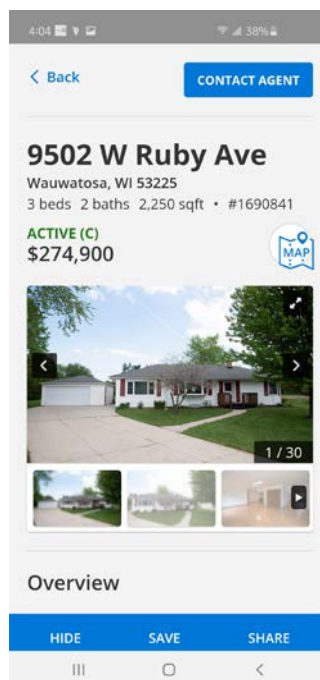 4:04 38%
Back
CONTACT AGENT
9502 W Ruby Ave
Wauwatosa, WI 53225
3 beds 2 baths 2,250 sqft • #1690841
ACTIVE (C)
$274,900
MAP
1 / 30
Overview
HIDE SAVE SHARE